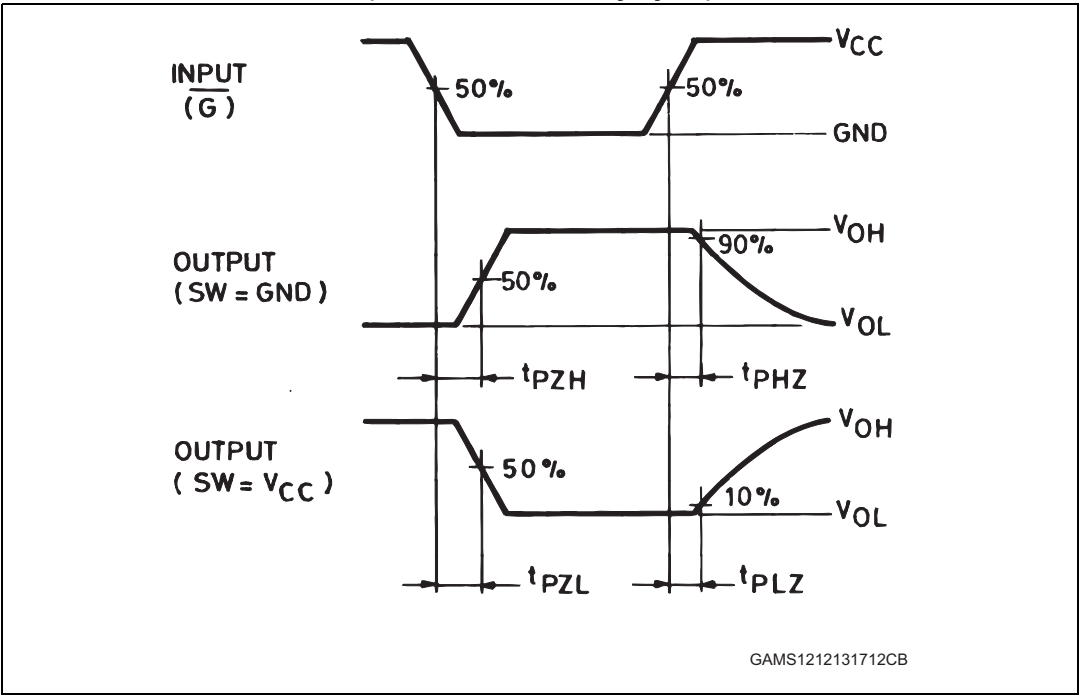 INPUT
(G̅)
50%
50%
VCC
GND
OUTPUT
(SW = GND)
50%
90%
VOH
VOL
tPZH
tPHZ
OUTPUT
(SW = VCC)
50%
10%
VOH
VOL
tPZL
tPLZ
GAMS1212131712CB